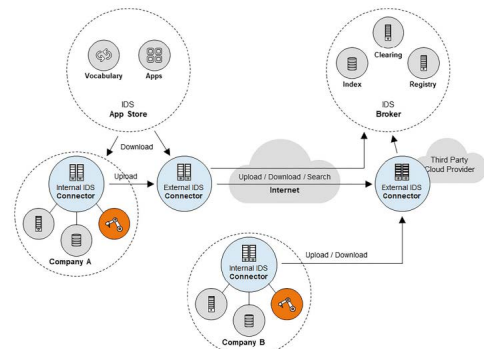 Vocabulary
Apps
IDS
App Store
Clearing
Index
Registry
IDS
Broker
Download
Upload
Internal IDS
Connector
External IDS
Connector
Upload / Download / Search
Internet
External IDS
Connector
Third Party
Cloud Provider
Company A
Internal IDS
Connector
Upload / Download
Company B